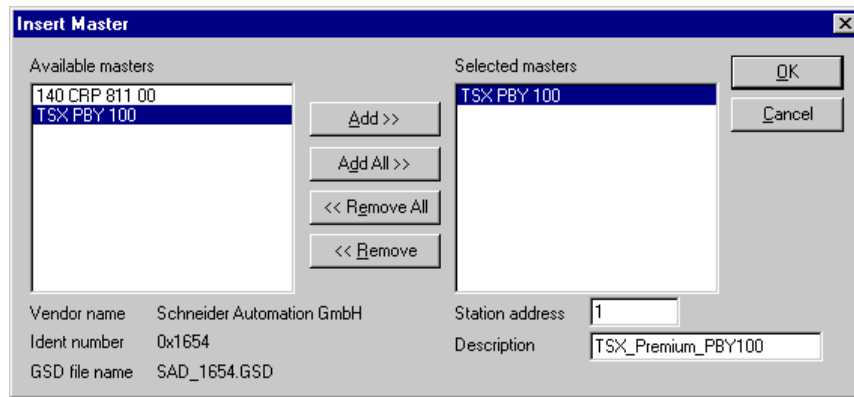 Insert Master
Available masters
140 CRP 811 00
TSX PBY 100
Add >>
Add All >>
<< Remove All
<< Remove
Selected masters
TSX PBY 100
OK
Cancel
Vendor name Schneider Automation GmbH
Ident number 0x1654
GSD file name SAD_1654.GSD
Station address 1
Description TSX_Premium_PBY100